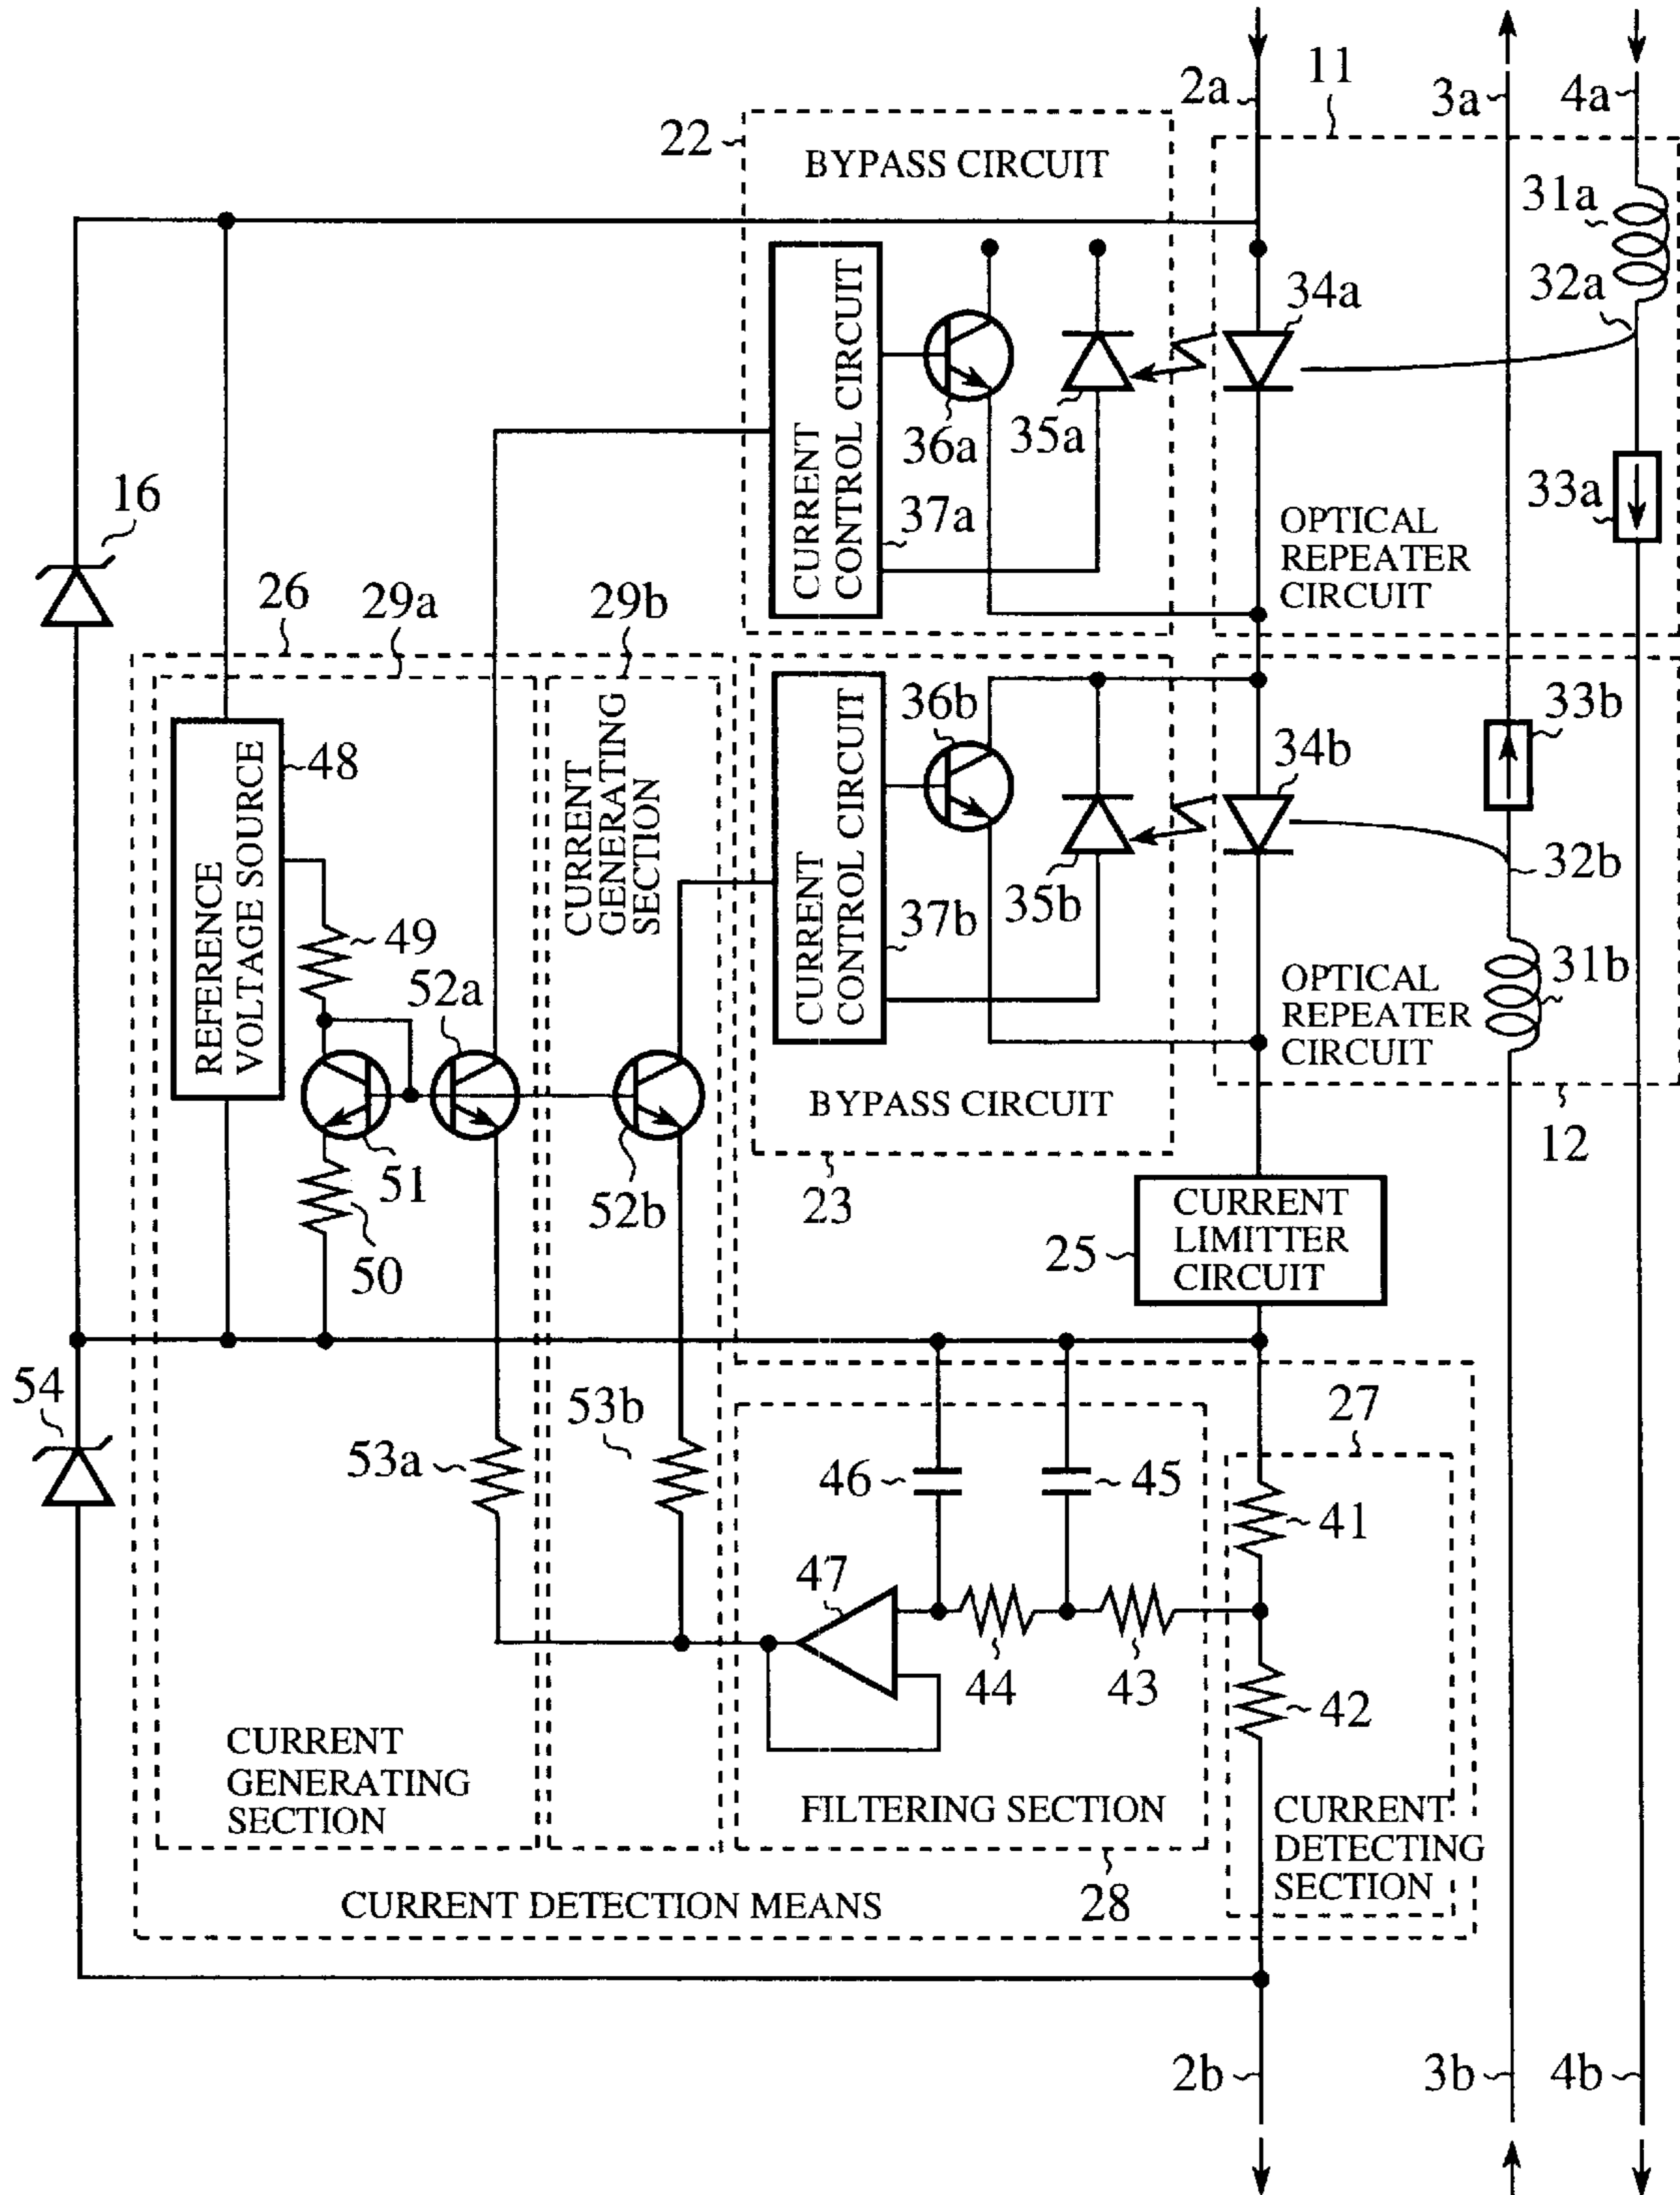 2a
11
3a
4a
22
BYPASS CIRCUIT
31a
32a
34a
CURRENT
CONTROL CIRCUIT
36a
35a
37a
33a
16
OPTICAL
REPEATER
CIRCUIT
26
29a
29b
REFERENCE
VOLTAGE SOURCE
48
CURRENT
GENERATING
SECTION
CURRENT
CONTROL CIRCUIT
36b
34b
33b
49
35b
37b
32b
52a
31b
OPTICAL
REPEATER
CIRCUIT
BYPASS CIRCUIT
51
52b
50
23
12
CURRENT
LIMITTER
CIRCUIT
25
54
27
53b
53a
46
45
41
47
44
43
42
CURRENT
GENERATING
SECTION
FILTERING SECTION
CURRENT
DETECTING
SECTION
28
CURRENT DETECTION MEANS
2b
3b
4b